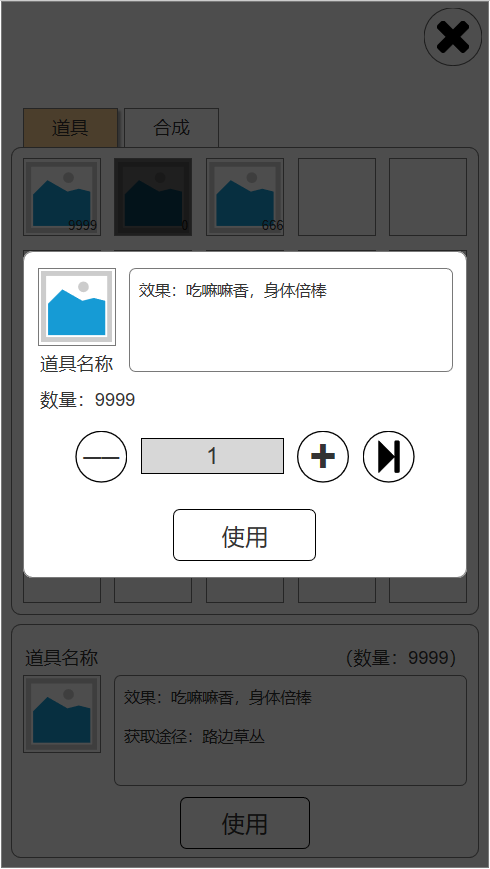 道具
合成
9999
0
666
效果：吃嘛嘛香，身体倍棒
道具名称
数量：9999
1
使用
道具名称
（数量：9999）
效果：吃嘛嘛香，身体倍棒
获取途径：路边草丛
使用